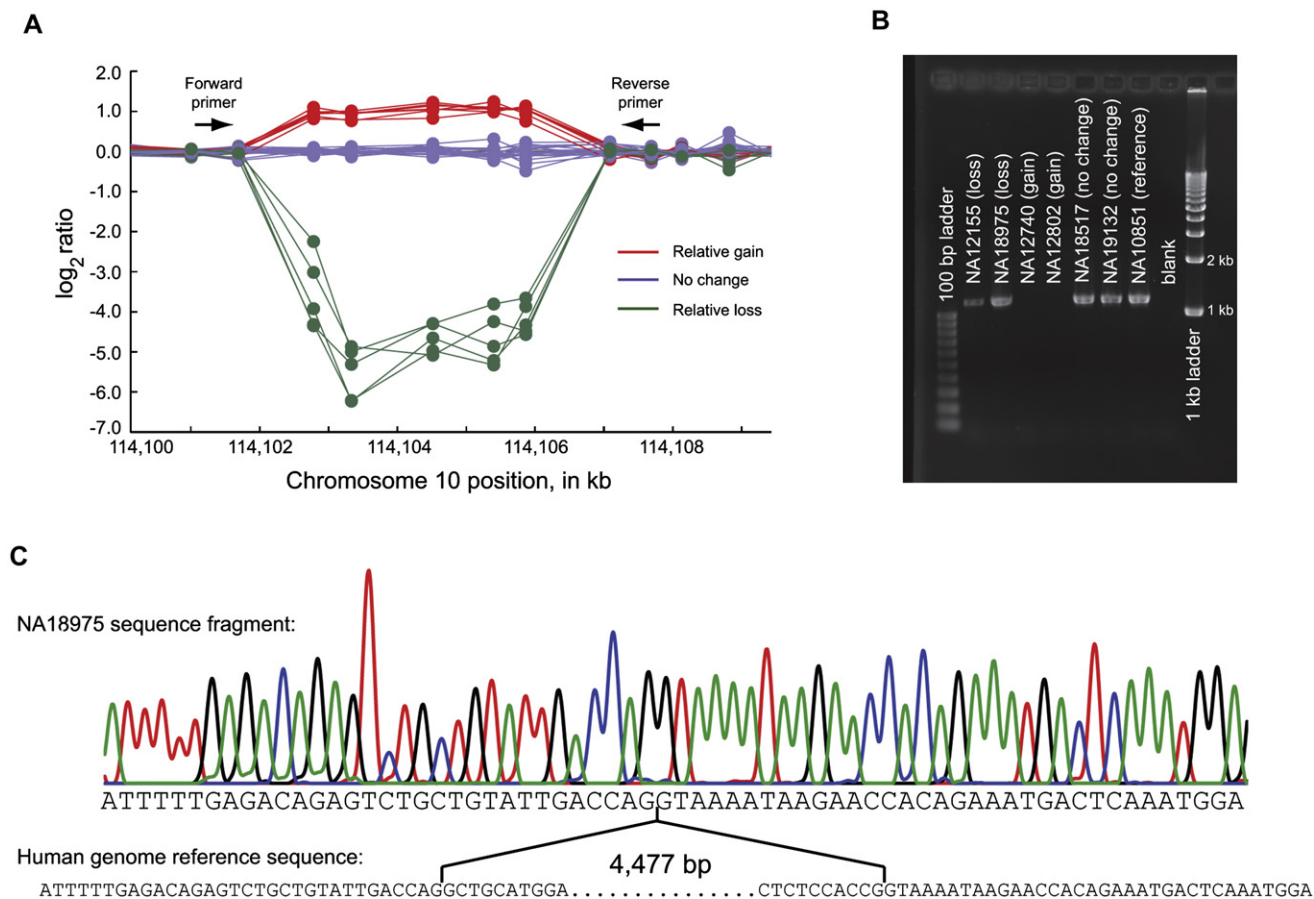 A
Forward
primer
Reverse
primer
2.0
1.0
0.0
-1.0
-2.0
-3.0
-4.0
-5.0
-6.0
-7.0
log2 ratio
Relative gain
No change
Relative loss
114,100
114,102
114,104
114,106
114,108
Chromosome 10 position, in kb
B
100 bp ladder
NA12155 (loss)
NA18975 (loss)
NA12740 (gain)
NA12802 (gain)
NA18517 (no change)
NA19132 (no change)
NA10851 (reference)
blank
1 kb ladder
2 kb
1 kb
C
NA18975 sequence fragment:
ATTTTTGAGACAGAGTCTGCTGTATTGACCAGGTAAAATAAGAACCACAGAAATGACTCAAATGGA
4,477 bp
Human genome reference sequence:
ATTTTTGAGACAGAGTCTGCTGTATTGACCAGGCTGCATGGA...............CTCTCCACCGGTAAAATAAGAACCACAGAAATGACTCAAATGGA